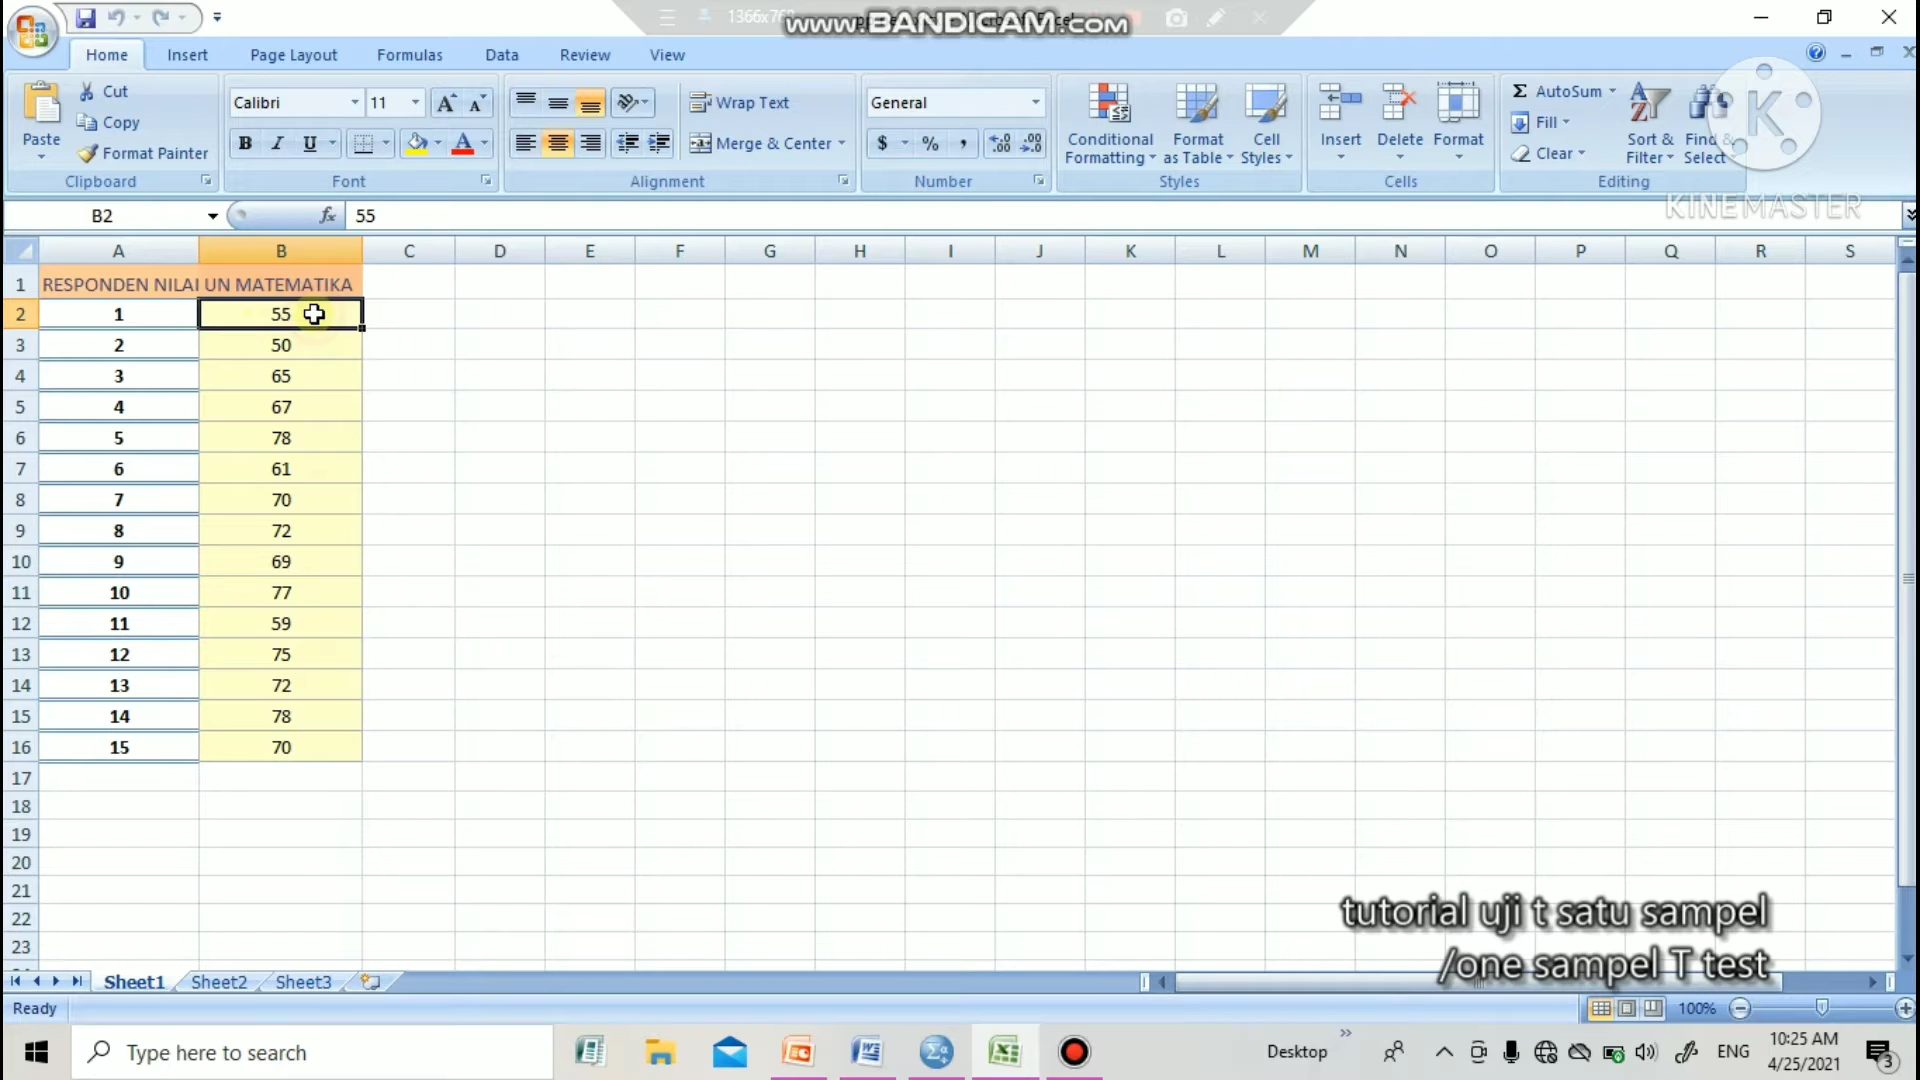 1366x768
www.BANDICAM.com
Home Insert Page Layout Formulas Data Review View
Paste
Cut
Copy
Format Painter
Clipboard
Calibri 11
B I U
Font
Wrap Text
Merge & Center
Alignment
General
$ % ,
Number
Conditional Formatting
Format as Table
Cell Styles
Styles
Insert Delete Format
Cells
Σ AutoSum
Fill
Clear
Sort & Filter
Find & Select
Editing
K
KINEMASTER
B2 fx 55
A B C D E F G H I J K L M N O P Q R S
1 RESPONDEN NILAI UN MATEMATIKA
2 1 55
3 2 50
4 3 65
5 4 67
6 5 78
7 6 61
8 7 70
9 8 72
10 9 69
11 10 77
12 11 59
13 12 75
14 13 72
15 14 78
16 15 70
17
18
19
20
21
22
23
tutorial uji t satu sampel
/one sampel T test
Sheet1 Sheet2 Sheet3
Ready 100%
Type here to search
Desktop
ENG
10:25 AM
4/25/2021
3